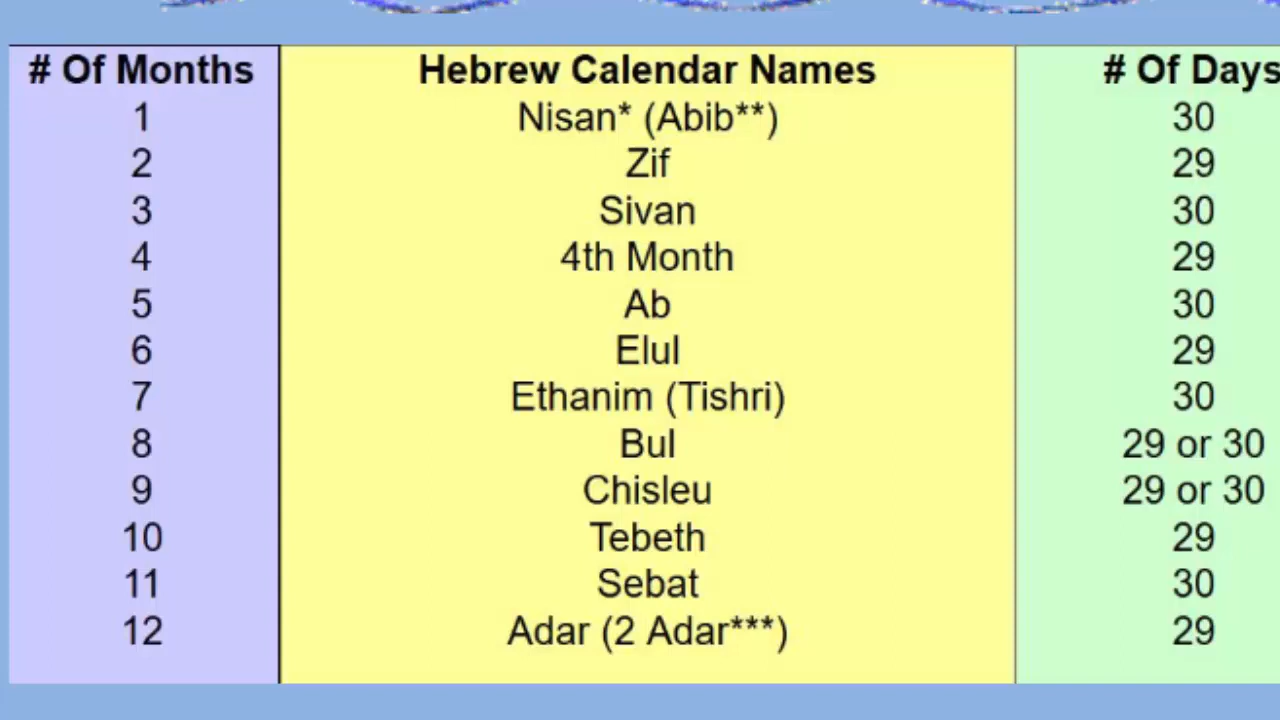 # Of Months Hebrew Calendar Names # Of Days
1 Nisan* (Abib**) 30
2 Zif 29
3 Sivan 30
4 4th Month 29
5 Ab 30
6 Elul 29
7 Ethanim (Tishri) 30
8 Bul 29 or 30
9 Chisleu 29 or 30
10 Tebeth 29
11 Sebat 30
12 Adar (2 Adar***) 29